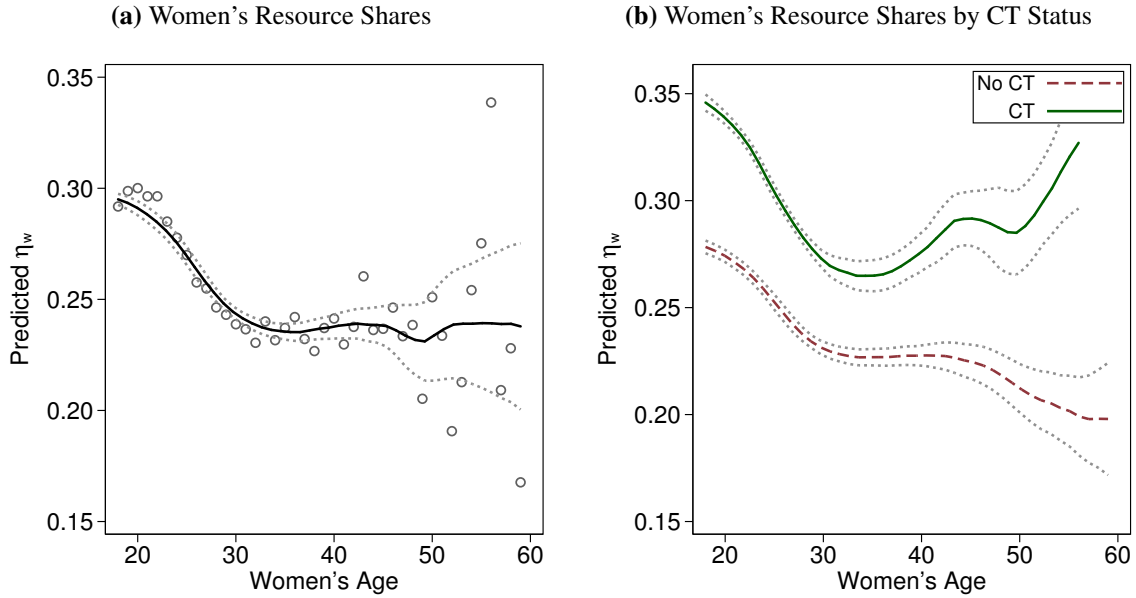 (a) Women’s Resource Shares
0.35
0.30
0.25
0.20
0.15
Predicted ηw
20 30 40 50 60
Women’s Age
(b) Women’s Resource Shares by CT Status
No CT
CT
0.35
0.30
0.25
0.20
0.15
Predicted ηw
20 30 40 50 60
Women’s Age